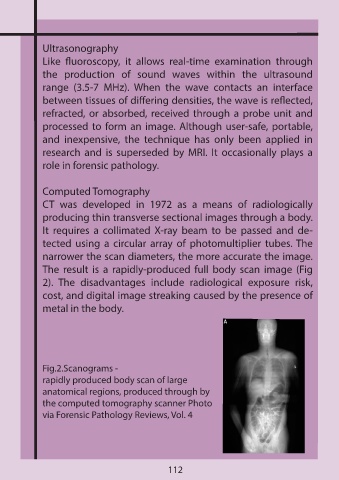 Ultrasonography
Like fluoroscopy, it allows real-time examination through
the production of sound waves within the ultrasound
range (3.5-7 MHz). When the wave contacts an interface
between tissues of differing densities, the wave is reflected,
refracted, or absorbed, received through a probe unit and
processed to form an image. Although user-safe, portable,
and inexpensive, the technique has only been applied in
research and is superseded by MRI. It occasionally plays a
role in forensic pathology.
Computed Tomography
CT was developed in 1972 as a means of radiologically
producing thin transverse sectional images through a body.
It requires a collimated X-ray beam to be passed and de-
tected using a circular array of photomultiplier tubes. The
narrower the scan diameters, the more accurate the image.
The result is a rapidly-produced full body scan image (Fig
2). The disadvantages include radiological exposure risk,
cost, and digital image streaking caused by the presence of
metal in the body.
A
Fig.2.Scanograms -
rapidly produced body scan of large
anatomical regions, produced through by
the computed tomography scanner Photo
via Forensic Pathology Reviews, Vol. 4
112